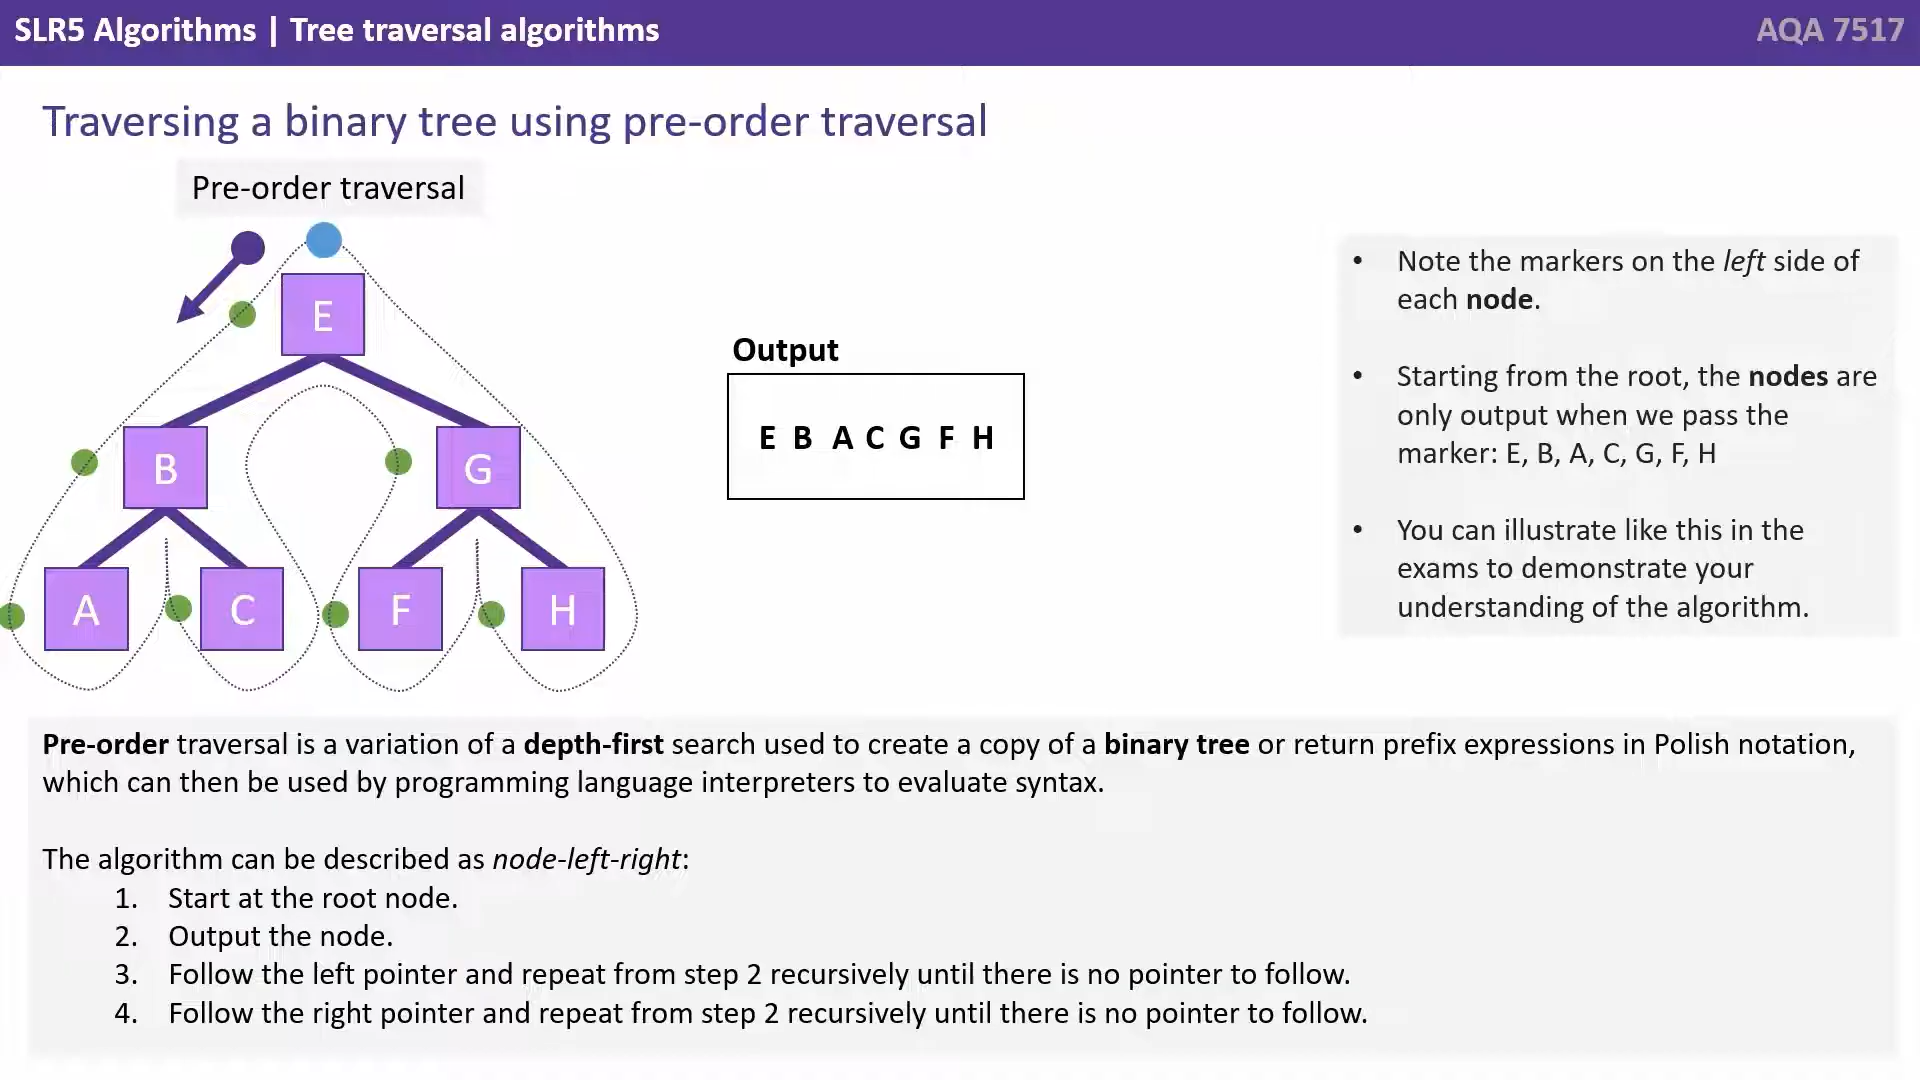 SLR5 Algorithms | Tree traversal algorithms
AQA 7517
Traversing a binary tree using pre-order traversal
Pre-order traversal
E
B
G
A
C
F
H
Output
E B A C G F H
• Note the markers on the left side of
each node.
• Starting from the root, the nodes are
only output when we pass the
marker: E, B, A, C, G, F, H
• You can illustrate like this in the
exams to demonstrate your
understanding of the algorithm.
Pre-order traversal is a variation of a depth-first search used to create a copy of a binary tree or return prefix expressions in Polish notation,
which can then be used by programming language interpreters to evaluate syntax.
The algorithm can be described as node-left-right:
1. Start at the root node.
2. Output the node.
3. Follow the left pointer and repeat from step 2 recursively until there is no pointer to follow.
4. Follow the right pointer and repeat from step 2 recursively until there is no pointer to follow.